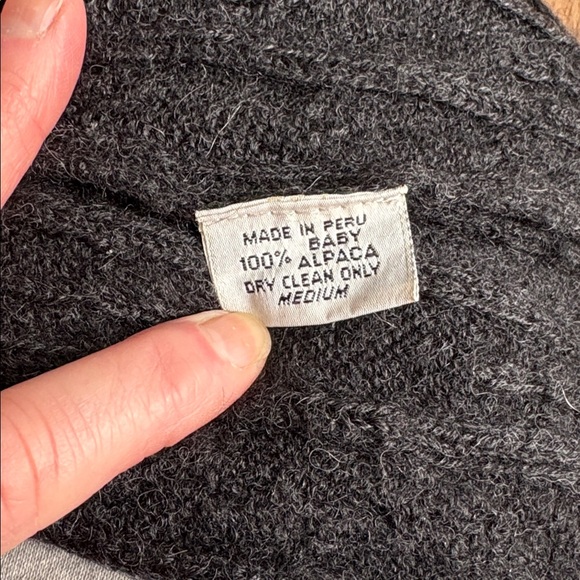 MADE IN PERU
BABY
100% ALPACA
DRY CLEAN ONLY
MEDIUM